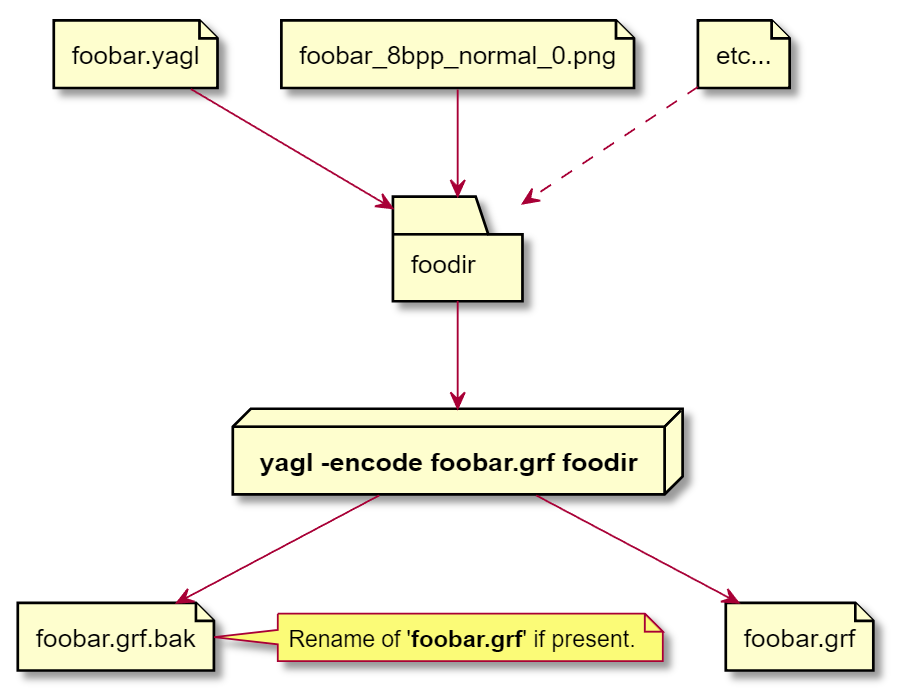 foobar.yagl
foobar_8bpp_normal_0.png
etc...
foodir
yagl -encode foobar.grf foodir
foobar.grf.bak
Rename of 'foobar.grf' if present.
foobar.grf